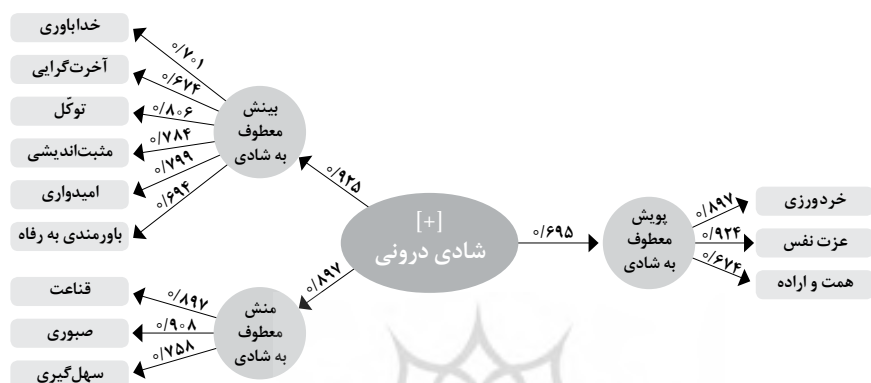 خداباوری
آخرت‌گرایی
توکّل
مثبت‌اندیشی
امیدواری
باورمندی به رفاه
۰/۷۰۱
۰/۶۷۴
۰/۸۰۶
۰/۷۸۴
۰/۷۹۹
۰/۶۹۴
بینش
معطوف
به شادی
۰/۹۲۵
[+]
شادی درونی
۰/۶۹۵
پویش
معطوف
به شادی
۰/۸۹۷
۰/۹۲۴
۰/۶۷۴
خردورزی
عزت نفس
همت و اراده
۰/۸۹۷
منش
معطوف
به شادی
۰/۸۹۷
۰/۹۰۸
۰/۷۵۸
قناعت
صبوری
سهل‌گیری